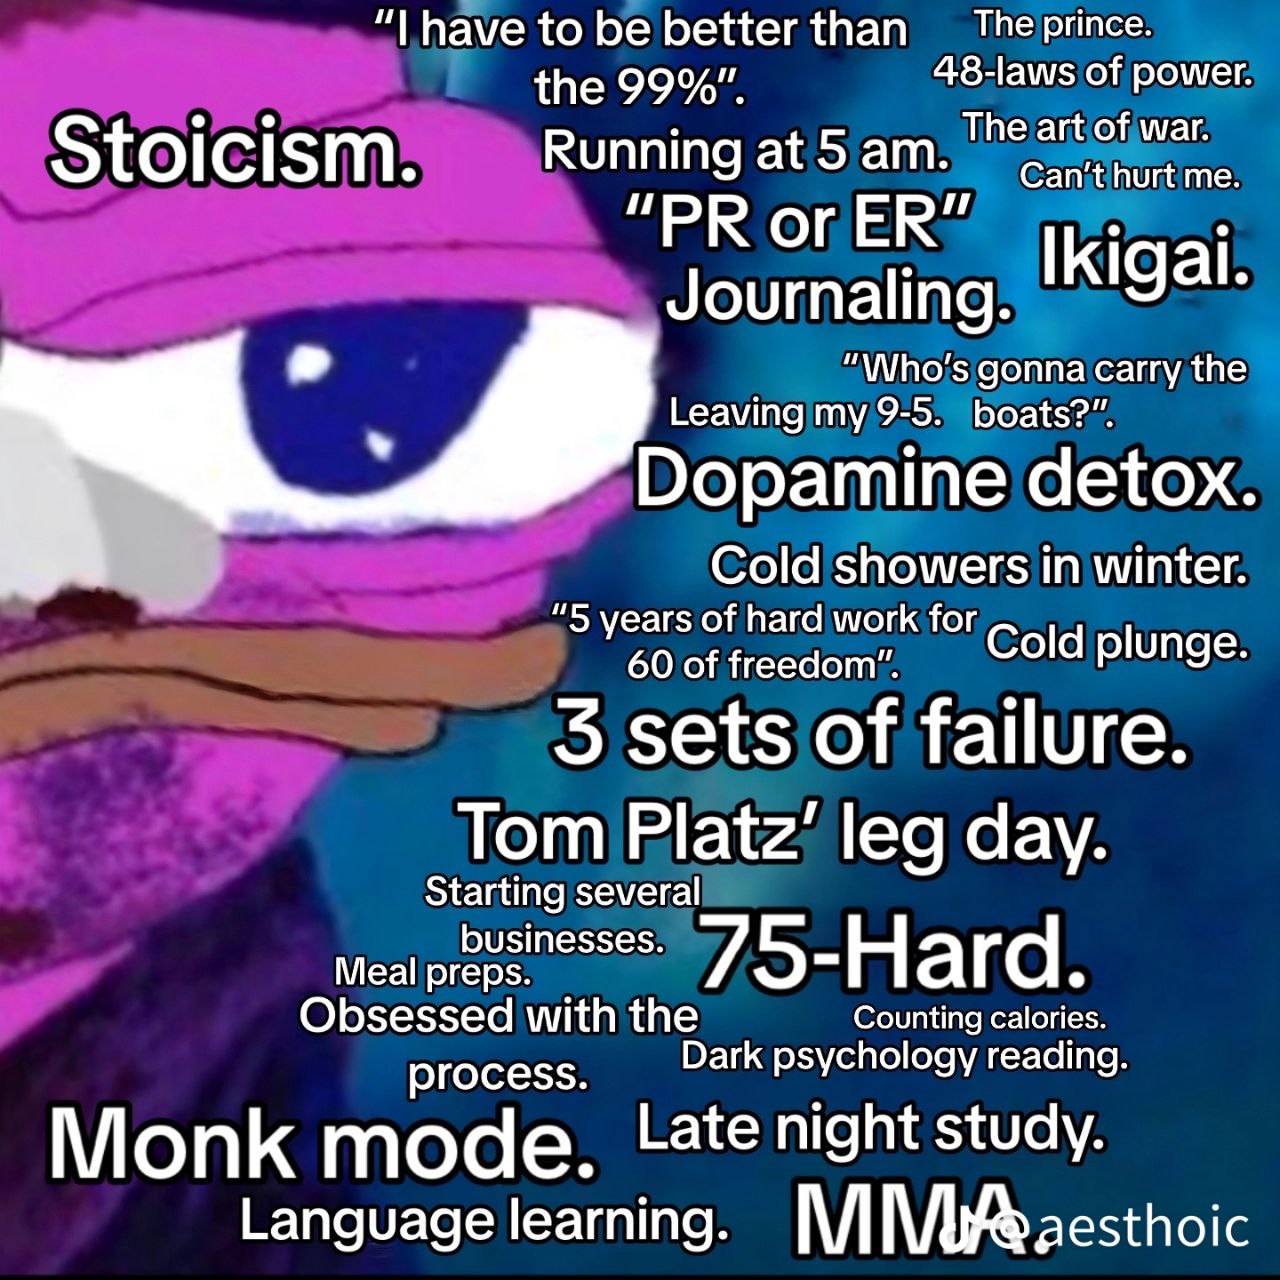 "I have to be better than
the 99%".
The prince.
48-laws of power.
Stoicism.
Running at 5 am.
The art of war.
Can't hurt me.
"PR or ER"
Ikigai.
Journaling.
"Who's gonna carry the
boats?".
Leaving my 9-5.
Dopamine detox.
Cold showers in winter.
"5 years of hard work for
60 of freedom".
Cold plunge.
3 sets of failure.
Tom Platz' leg day.
Starting several
businesses.
75-Hard.
Meal preps.
Obsessed with the
process.
Counting calories.
Dark psychology reading.
Monk mode.
Late night study.
Language learning.
MMA.
@aesthoic